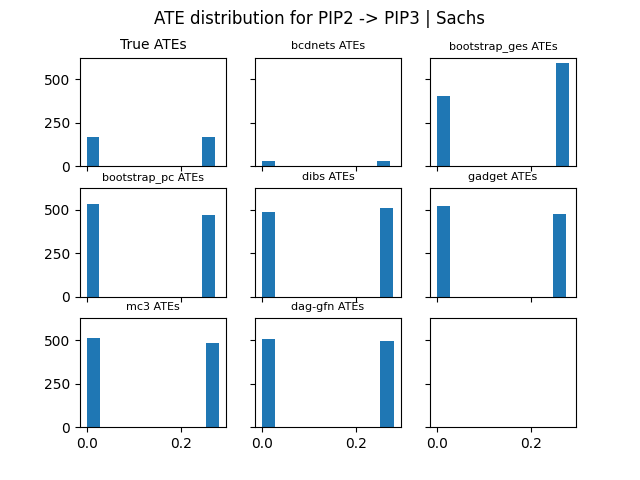 ATE distribution for PIP2 -> PIP3 | Sachs
True ATEs
bcdnets ATEs
bootstrap_ges ATEs
500
250
0
bootstrap_pc ATEs
dibs ATEs
gadget ATEs
500
250
0
mc3 ATEs
dag-gfn ATEs
500
250
0
0.0 0.2 0.0 0.2 0.0 0.2